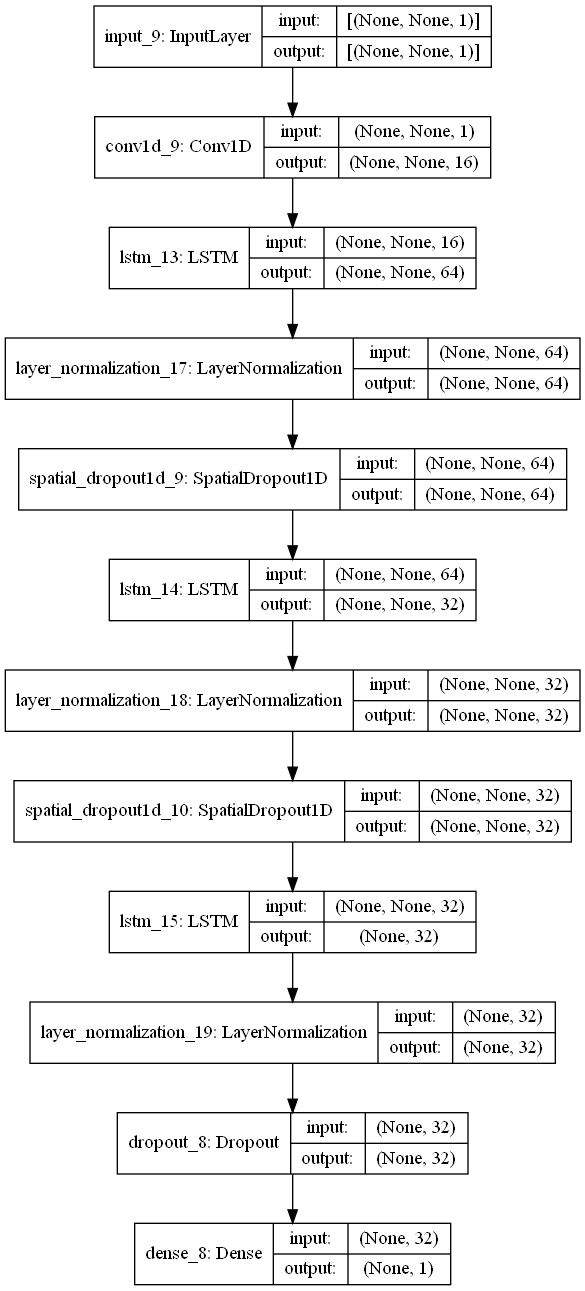 input_9: InputLayer
input: [(None, None, 1)]
output: [(None, None, 1)]
conv1d_9: Conv1D
input: (None, None, 1)
output: (None, None, 16)
lstm_13: LSTM
input: (None, None, 16)
output: (None, None, 64)
layer_normalization_17: LayerNormalization
input: (None, None, 64)
output: (None, None, 64)
spatial_dropout1d_9: SpatialDropout1D
input: (None, None, 64)
output: (None, None, 64)
lstm_14: LSTM
input: (None, None, 64)
output: (None, None, 32)
layer_normalization_18: LayerNormalization
input: (None, None, 32)
output: (None, None, 32)
spatial_dropout1d_10: SpatialDropout1D
input: (None, None, 32)
output: (None, None, 32)
lstm_15: LSTM
input: (None, None, 32)
output: (None, 32)
layer_normalization_19: LayerNormalization
input: (None, 32)
output: (None, 32)
dropout_8: Dropout
input: (None, 32)
output: (None, 32)
dense_8: Dense
input: (None, 32)
output: (None, 1)